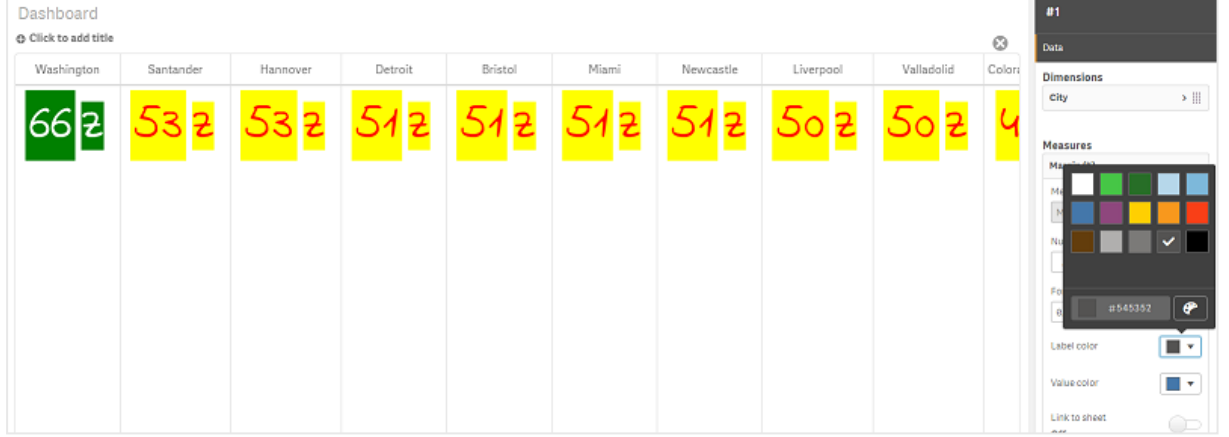 Dashboard
Click to add title
Washington Santander Hannover Detroit Bristol Miami Newcastle Liverpool Valladolid
66 z 53 z 53 z 51 z 51 z 51 z 51 z 50 z 50 z 4
#1
Data
Dimensions
City
Measures
#545352
Label color
Value color
Link to sheet